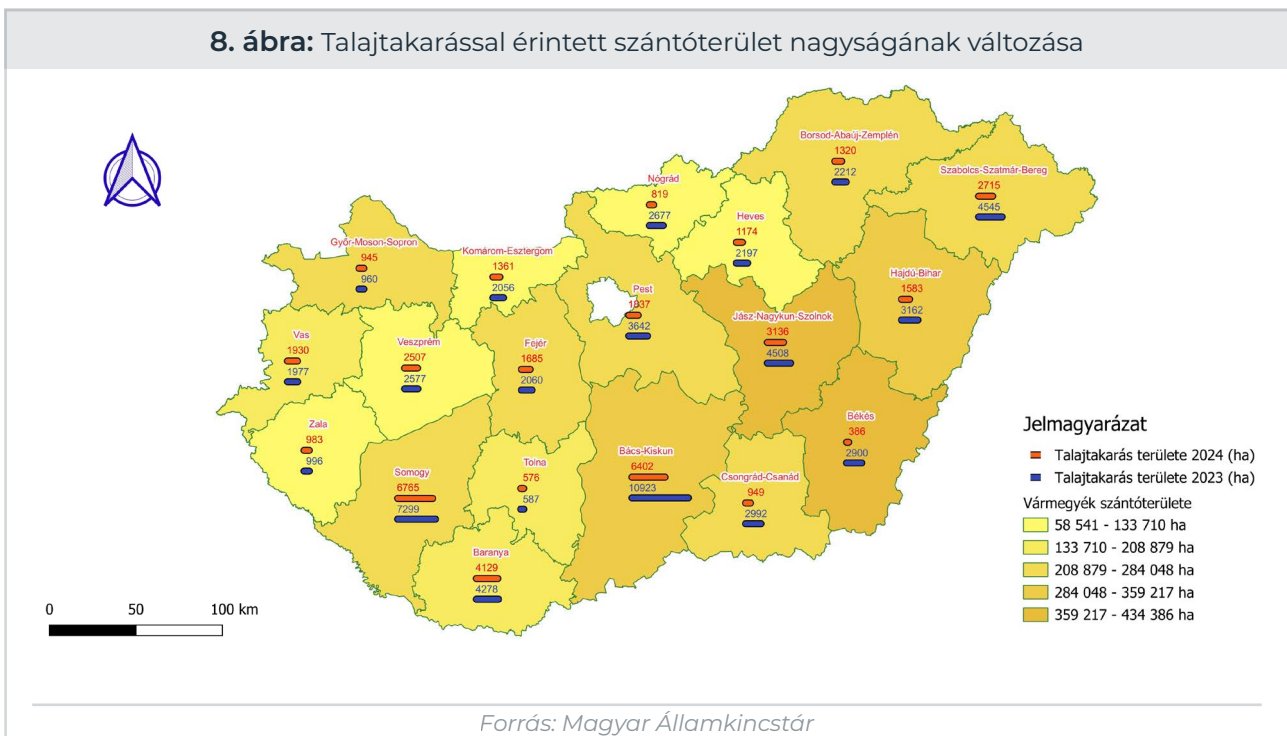 8. ábra: Talajtakarással érintett szántóterület nagyságának változása
Borsod-Abaúj-Zemplén
1320
2212
Szabolcs-Szatmár-Bereg
2715
4545
Nógrád
819
2677
Heves
1174
2197
Győr-Moson-Sopron
945
960
Komárom-Esztergom
1361
2056
Hajdú-Bihar
1583
3162
Pest
1837
3642
Jász-Nagykun-Szolnok
3136
4508
Vas
1930
1977
Veszprém
2507
2577
Fejér
1685
2060
Békés
386
2900
Zala
983
996
Somogy
6765
7299
Tolna
576
587
Bács-Kiskun
6402
10923
Csongrád-Csanád
949
2992
Baranya
4129
4278
Jelmagyarázat
Talajtakarás területe 2024 (ha)
Talajtakarás területe 2023 (ha)
Vármegyék szántóterülete
58 541 - 133 710 ha
133 710 - 208 879 ha
208 879 - 284 048 ha
284 048 - 359 217 ha
359 217 - 434 386 ha
0 50 100 km
Forrás: Magyar Államkincstár